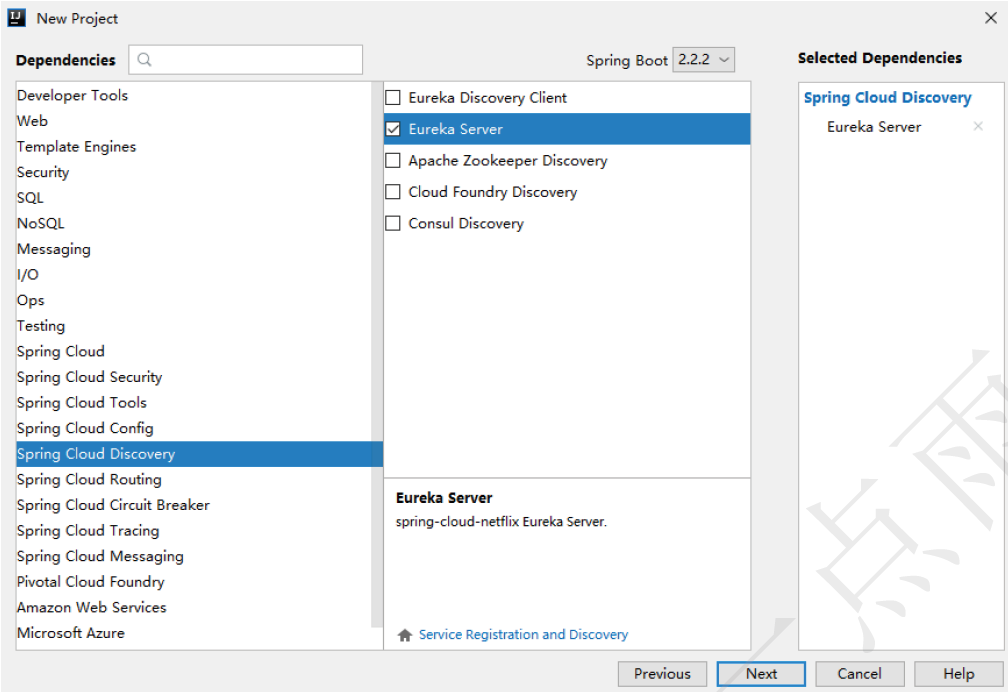 New Project
Dependencies
Spring Boot 2.2.2
Selected Dependencies
Developer Tools
Web
Template Engines
Security
SQL
NoSQL
Messaging
I/O
Ops
Testing
Spring Cloud
Spring Cloud Security
Spring Cloud Tools
Spring Cloud Config
Spring Cloud Discovery
Spring Cloud Routing
Spring Cloud Circuit Breaker
Spring Cloud Tracing
Spring Cloud Messaging
Pivotal Cloud Foundry
Amazon Web Services
Microsoft Azure
Eureka Discovery Client
Eureka Server
Apache Zookeeper Discovery
Cloud Foundry Discovery
Consul Discovery
Eureka Server
spring-cloud-netflix Eureka Server.
Service Registration and Discovery
Spring Cloud Discovery
Eureka Server
Previous
Next
Cancel
Help
点雨